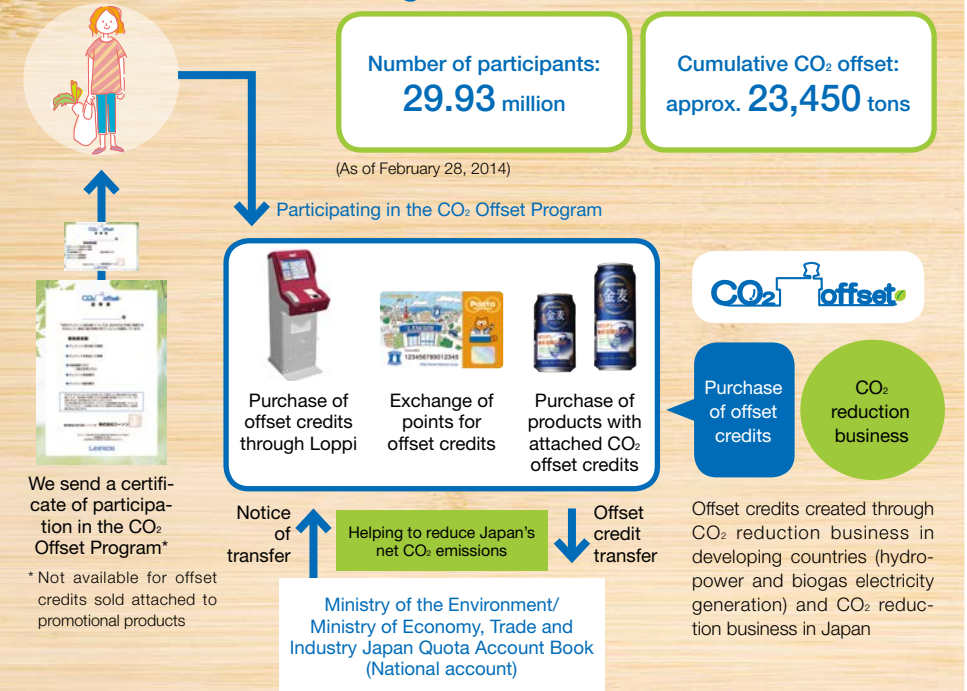 Number of participants:
29.93 million
Cumulative CO₂ offset:
approx. 23,450 tons
(As of February 28, 2014)
Participating in the CO₂ Offset Program
CO₂ offset
LAWSON
Ponta
LAWSON
123456789012345
金麦
金麦
Purchase of
offset credits
through Loppi
Exchange of
points for
offset credits
Purchase of
products with
attached CO₂
offset credits
CO₂ offset
Purchase
of offset
credits
CO₂
reduction
business
We send a certifi-
cate of participa-
tion in the CO₂
Offset Program*
* Not available for offset
credits sold attached to
promotional products
Notice
of
transfer
Helping to reduce Japan's
net CO₂ emissions
Offset
credit
transfer
Offset credits created through
CO₂ reduction business in
developing countries (hydro-
power and biogas electricity
generation) and CO₂ reduc-
tion business in Japan
Ministry of the Environment/
Ministry of Economy, Trade and
Industry Japan Quota Account Book
(National account)